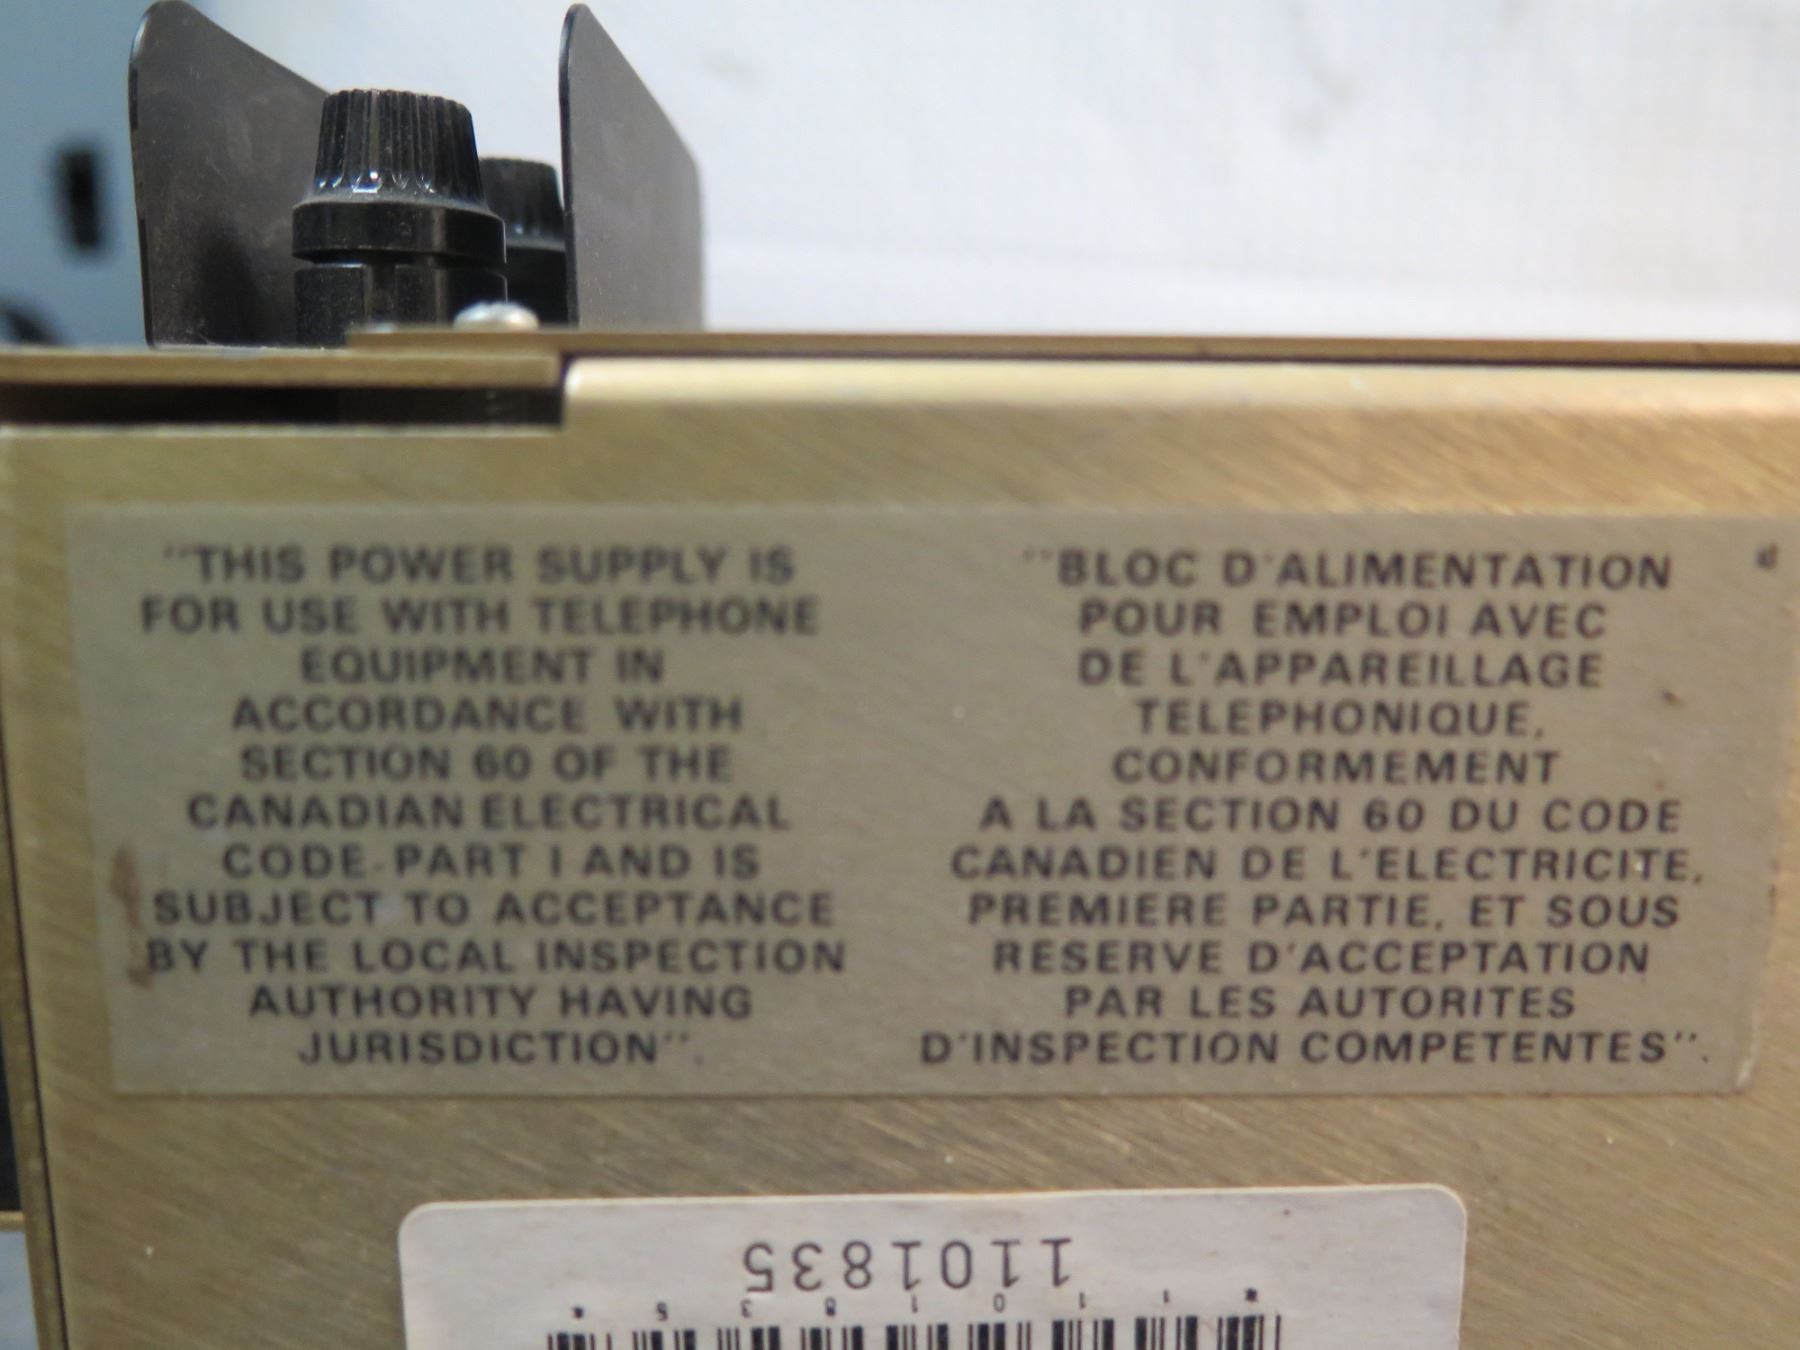 "THIS POWER SUPPLY IS
FOR USE WITH TELEPHONE
EQUIPMENT IN
ACCORDANCE WITH
SECTION 60 OF THE
CANADIAN ELECTRICAL
CODE-PART I AND IS
SUBJECT TO ACCEPTANCE
BY THE LOCAL INSPECTION
AUTHORITY HAVING
JURISDICTION".
"BLOC D'ALIMENTATION
POUR EMPLOI AVEC
DE L'APPAREILLAGE
TELEPHONIQUE,
CONFORMEMENT
A LA SECTION 60 DU CODE
CANADIEN DE L'ELECTRICITE,
PREMIERE PARTIE, ET SOUS
RESERVE D'ACCEPTATION
PAR LES AUTORITES
D'INSPECTION COMPETENTES".
1101835
*1101835*